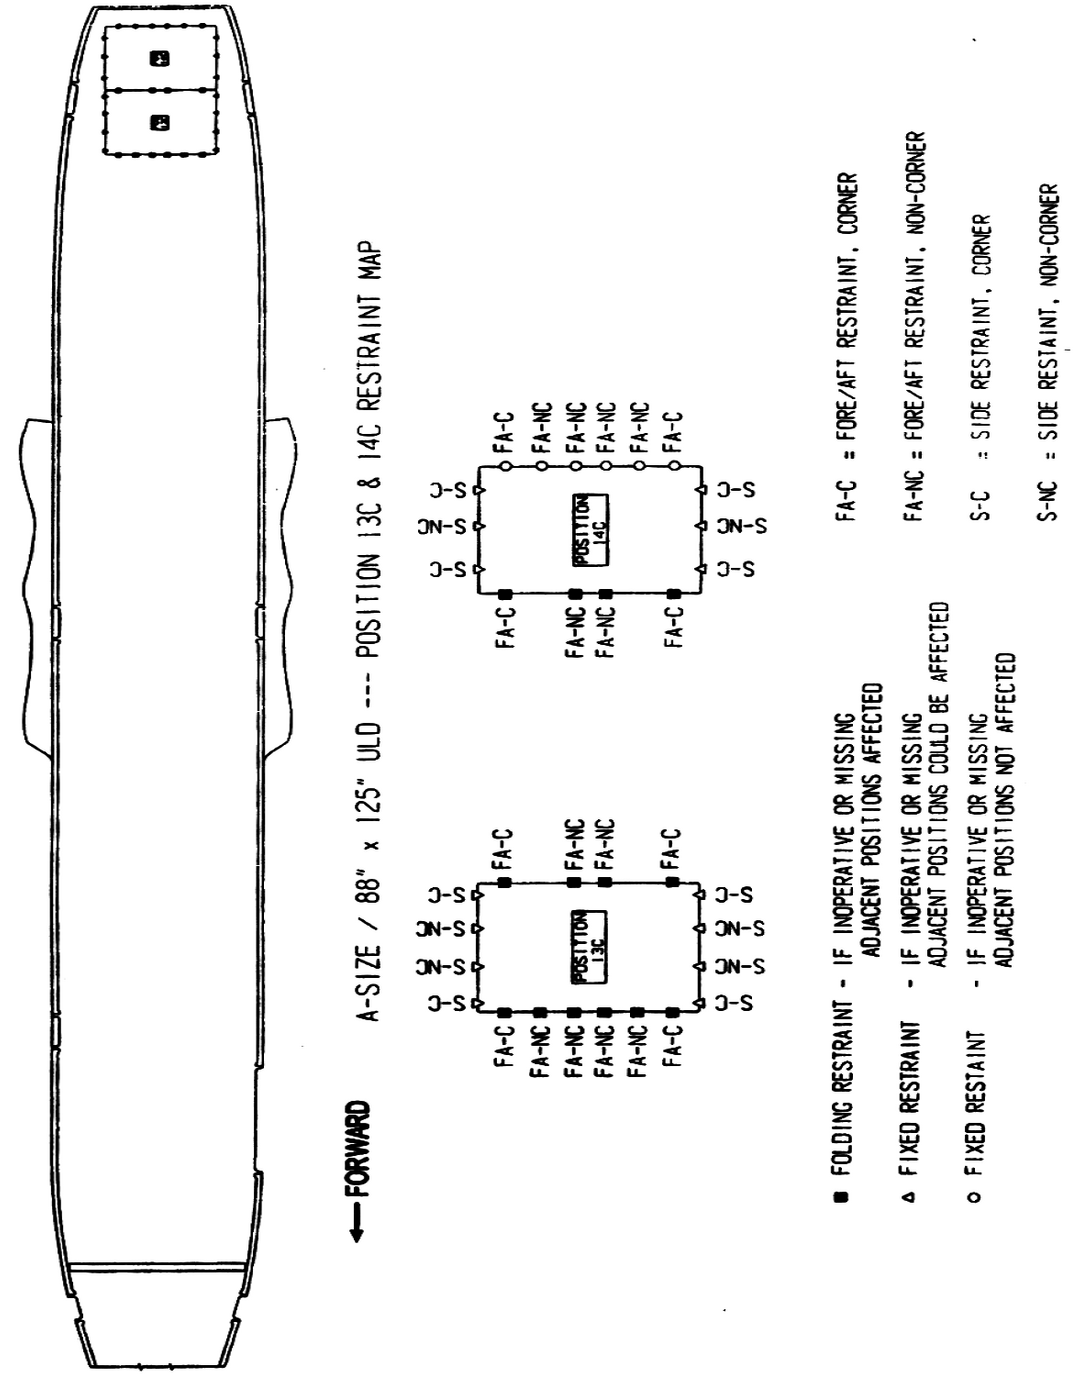 A-SIZE / 88" x 125" ULD --- POSITION 13C & 14C RESTRAINT MAP
FORWARD
S-C S-NC S-NC S-C
FA-C FA-C
FA-NC
FA-NC FA-NC
FA-NC FA-NC
FA-NC
FA-C FA-C
POSITION
13C
S-C S-NC S-NC S-C
S-C S-NC S-C
FA-C FA-C
FA-NC
FA-NC FA-NC
FA-NC FA-NC
FA-NC
FA-C FA-C
POSITION
14C
S-C S-NC S-C
FOLDING RESTRAINT - IF INOPERATIVE OR MISSING
ADJACENT POSITIONS AFFECTED
FIXED RESTRAINT - IF INOPERATIVE OR MISSING
ADJACENT POSITIONS COULD BE AFFECTED
FIXED RESTAINT - IF INOPERATIVE OR MISSING
ADJACENT POSITIONS NOT AFFECTED
FA-C = FORE/AFT RESTRAINT, CORNER
FA-NC = FORE/AFT RESTRAINT, NON-CORNER
S-C = SIDE RESTRAINT, CORNER
S-NC = SIDE RESTAINT, NON-CORNER